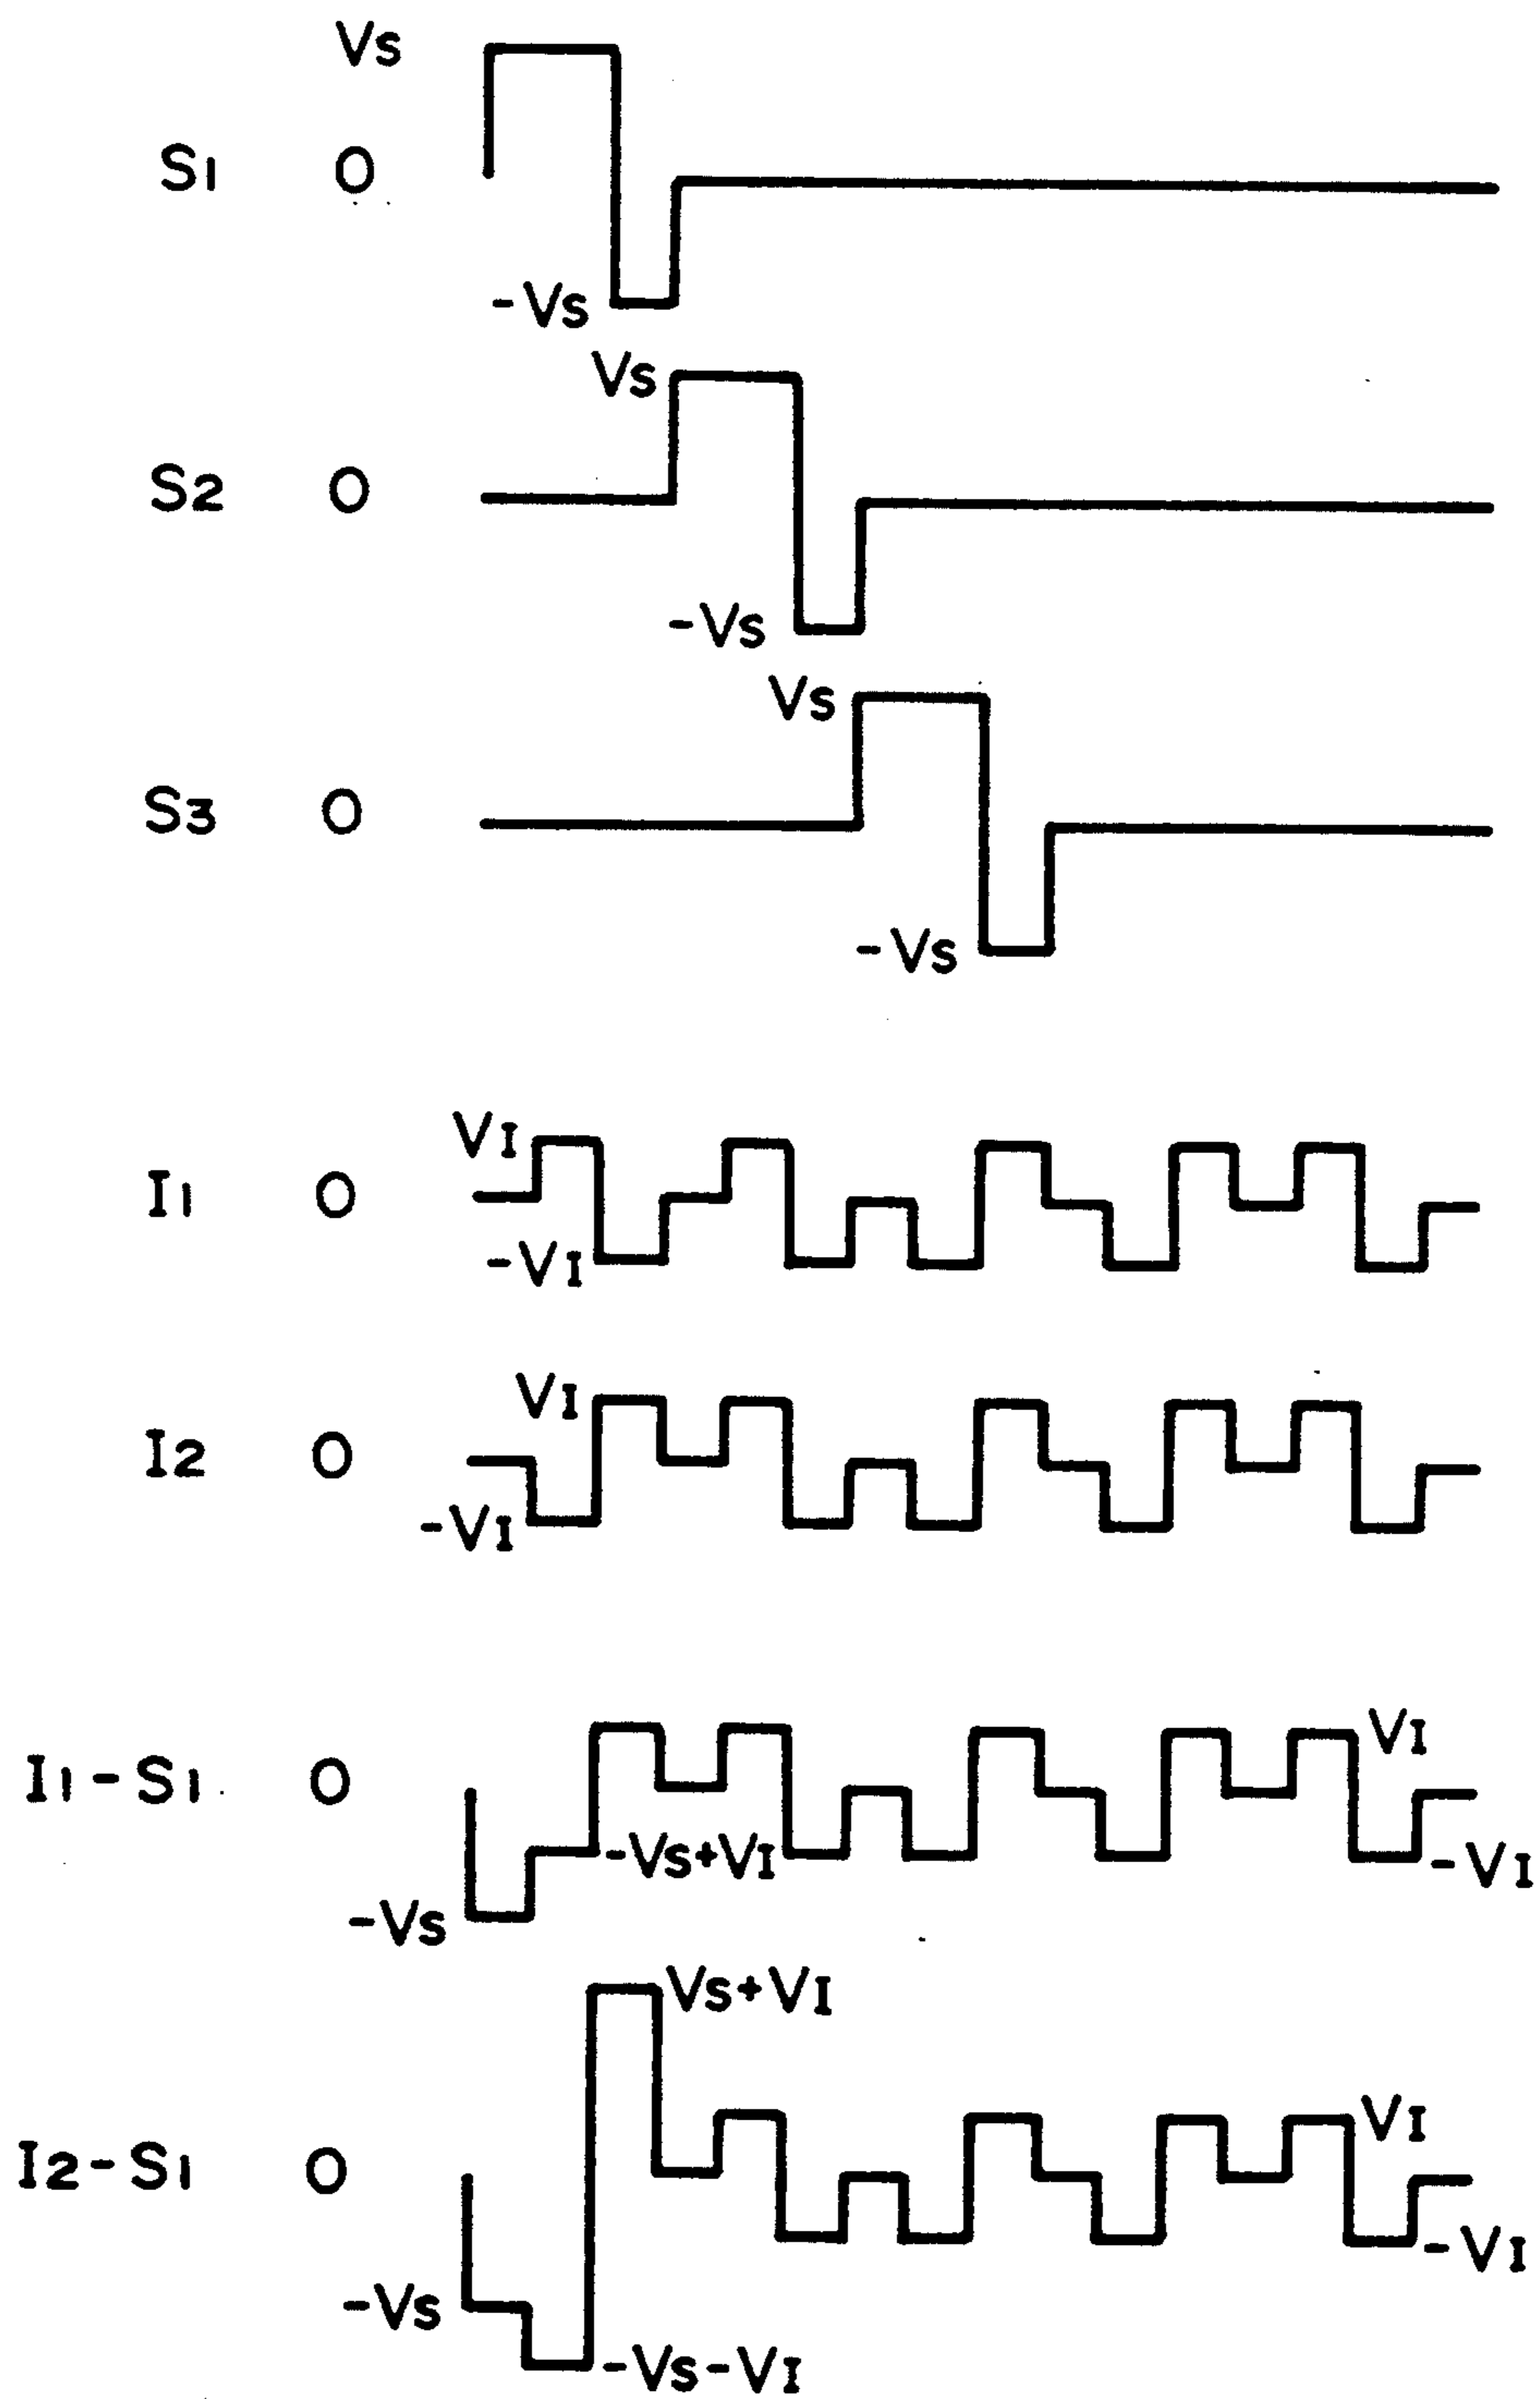 Vs
S1 0
-Vs
Vs
S2 0
-Vs
Vs
S3 0
-Vs
VI
I1 0
-VI
VI
I2 0
-VI
VI
I1-S1 0
-Vs+VI
-VI
-Vs
Vs+VI
VI
I2-S1 0
-VI
-Vs
-Vs-VI